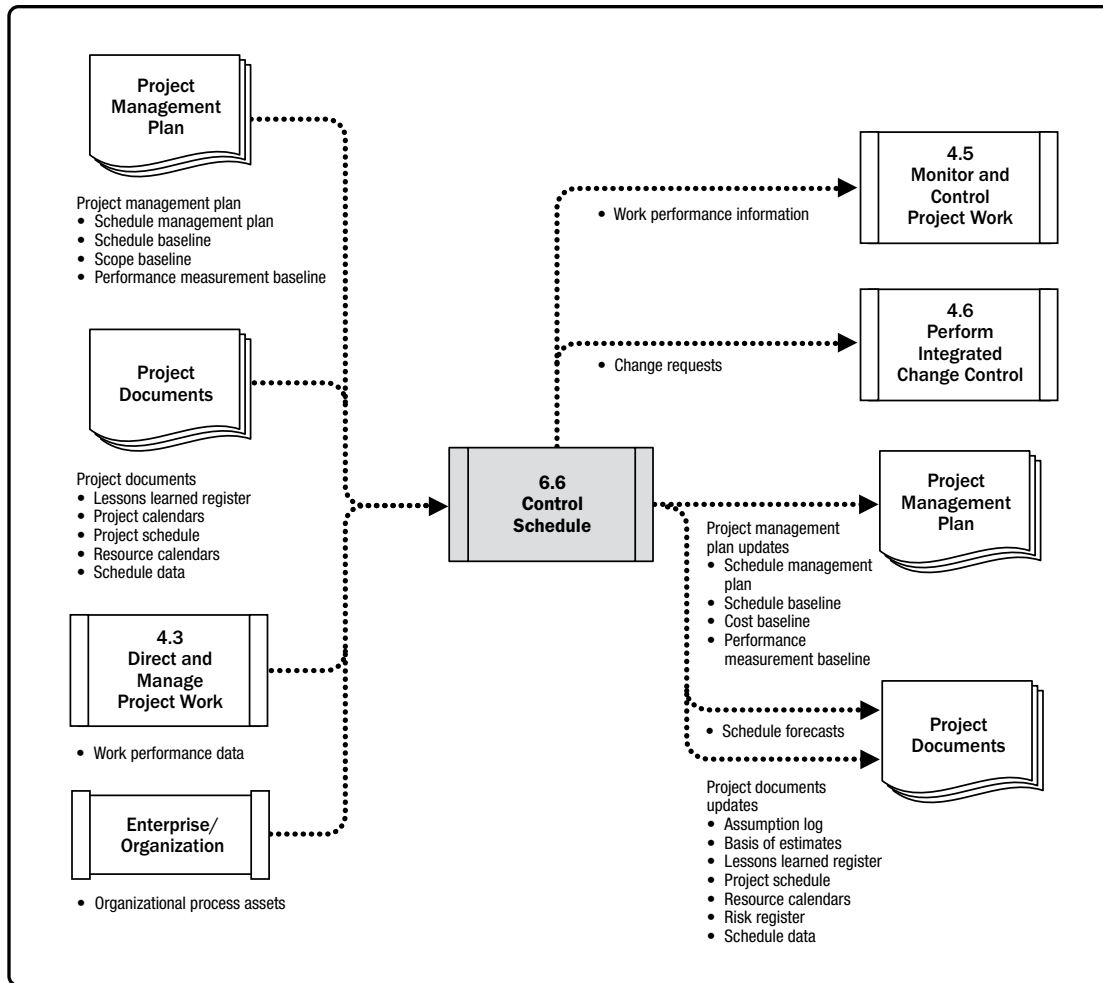 Project
Management
Plan
Project management plan
• Schedule management plan
• Schedule baseline
• Scope baseline
• Performance measurement baseline
Project
Documents
Project documents
• Lessons learned register
• Project calendars
• Project schedule
• Resource calendars
• Schedule data
4.3
Direct and
Manage
Project Work
• Work performance data
Enterprise/
Organization
• Organizational process assets
6.6
Control
Schedule
• Work performance information
4.5
Monitor and
Control
Project Work
• Change requests
4.6
Perform
Integrated
Change Control
Project
Management
Plan
Project management
plan updates
• Schedule management
plan
• Schedule baseline
• Cost baseline
• Performance
measurement baseline
• Schedule forecasts
Project
Documents
Project documents
updates
• Assumption log
• Basis of estimates
• Lessons learned register
• Project schedule
• Resource calendars
• Risk register
• Schedule data